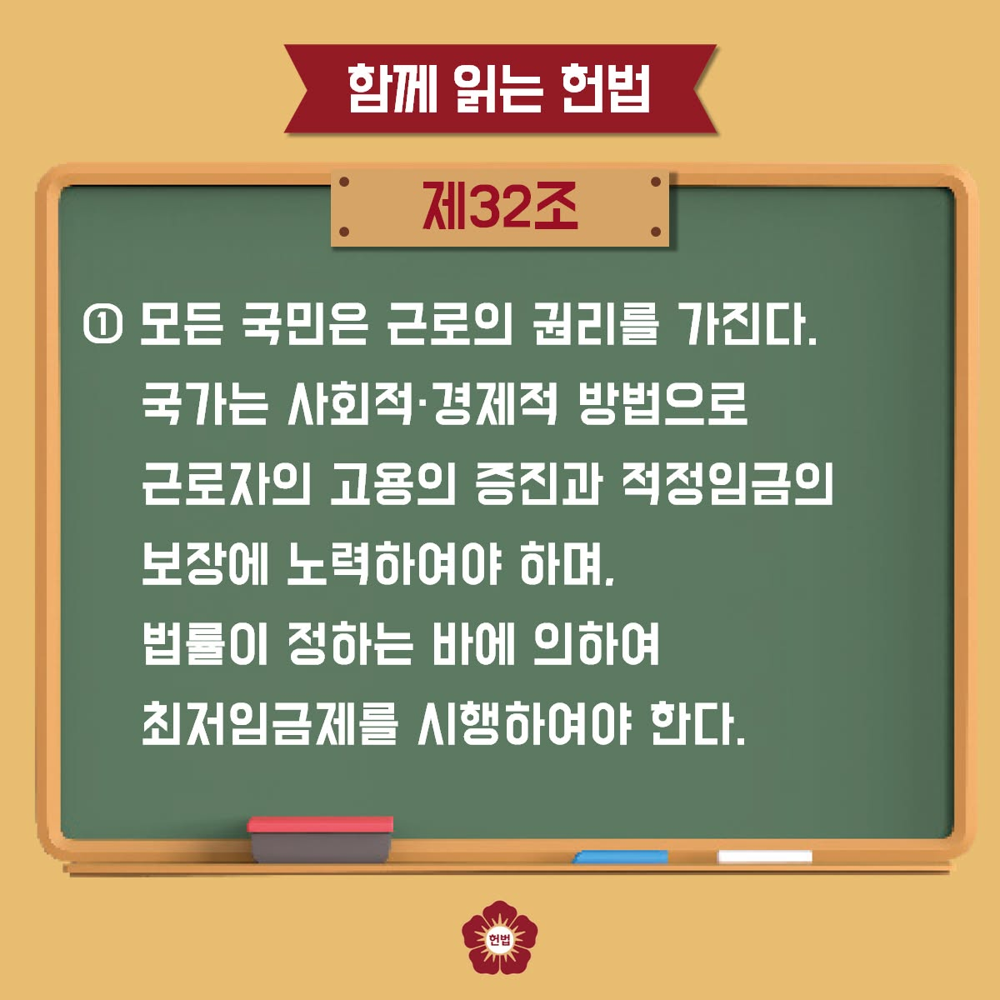 함께 읽는 헌법
제32조
① 모든 국민은 근로의 권리를 가진다.
국가는 사회적·경제적 방법으로
근로자의 고용의 증진과 적정임금의
보장에 노력하여야 하며,
법률이 정하는 바에 의하여
최저임금제를 시행하여야 한다.
헌법